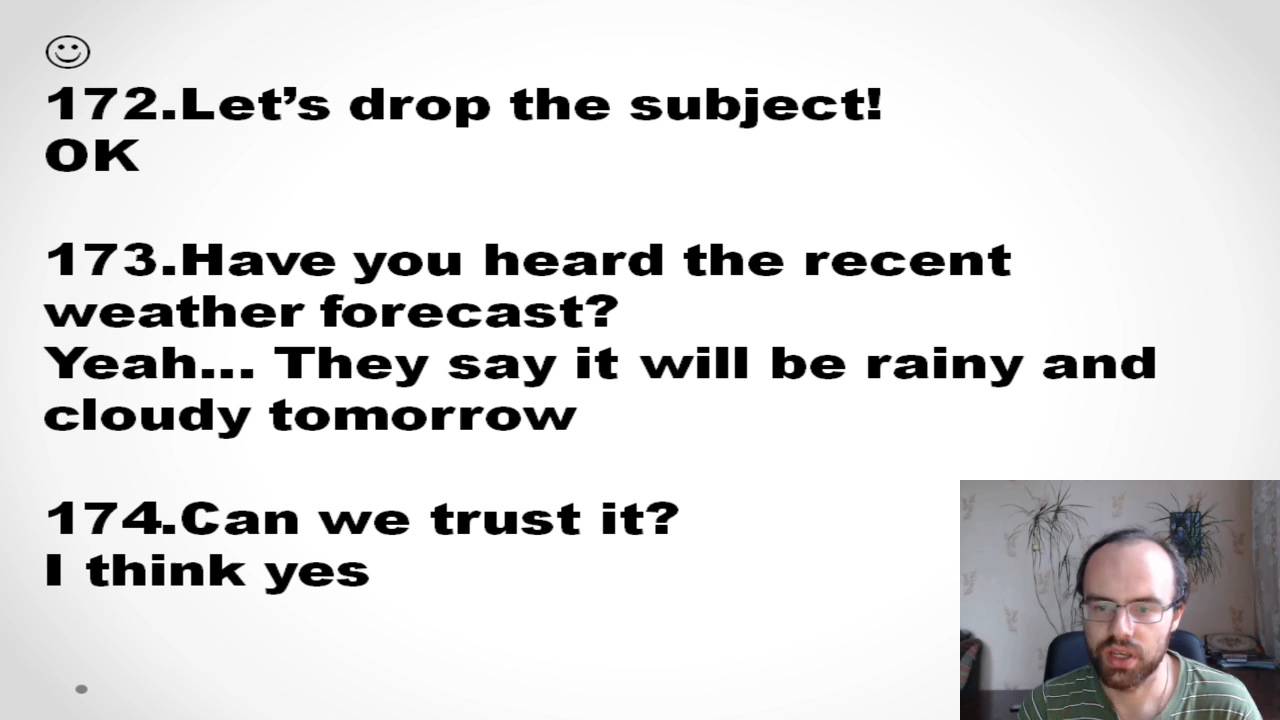 172.Let’s drop the subject!
OK
173.Have you heard the recent
weather forecast?
Yeah... They say it will be rainy and
cloudy tomorrow
174.Can we trust it?
I think yes